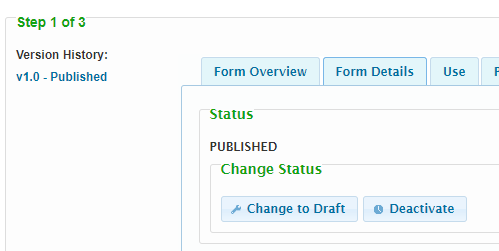 Step 1 of 3
Version History:
v1.0 - Published
Form Overview
Form Details
Use
Status
PUBLISHED
Change Status
Change to Draft
Deactivate